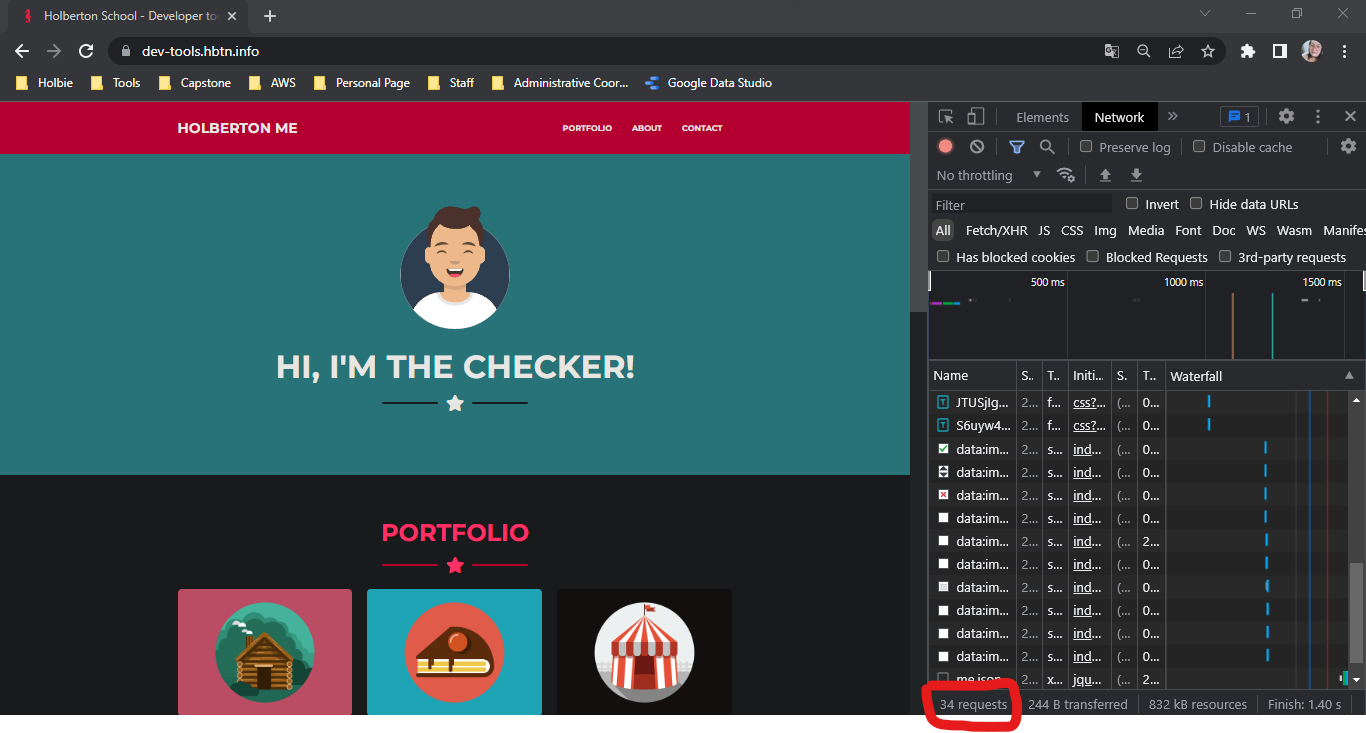 Holberton School - Developer to
dev-tools.hbtn.info
Holbie Tools Capstone AWS Personal Page Staff Administrative Coor... Google Data Studio
HOLBERTON ME PORTFOLIO ABOUT CONTACT
HI, I'M THE CHECKER!
PORTFOLIO
Elements Network » 1
Preserve log Disable cache
No throttling
Filter Invert Hide data URLs
All Fetch/XHR JS CSS Img Media Font Doc WS Wasm Manifes
Has blocked cookies Blocked Requests 3rd-party requests
500 ms 1000 ms 1500 ms
Name S.. T.. Initi... S. T.. Waterfall
JTUSjIg... 2... f... css?... (... 0...
S6uyw4... 2... f... css?... (... 0...
data:im... 2... s... ind... (... 0...
data:im... 2... s... ind... (... 0...
data:im... 2... s... ind... (... 0...
data:im... 2... s... ind... (... 0...
data:im... 2... s... ind... (... 2...
data:im... 2... s... ind... (... 0...
data:im... 2... s... ind... (... 0...
data:im... 2... s... ind... (... 0...
data:im... 2... s... ind... (... 0...
data:im... 2... s... ind... (... 0...
me.json 2... x... jqu... (... 2...
34 requests 244 B transferred 832 kB resources Finish: 1.40 s